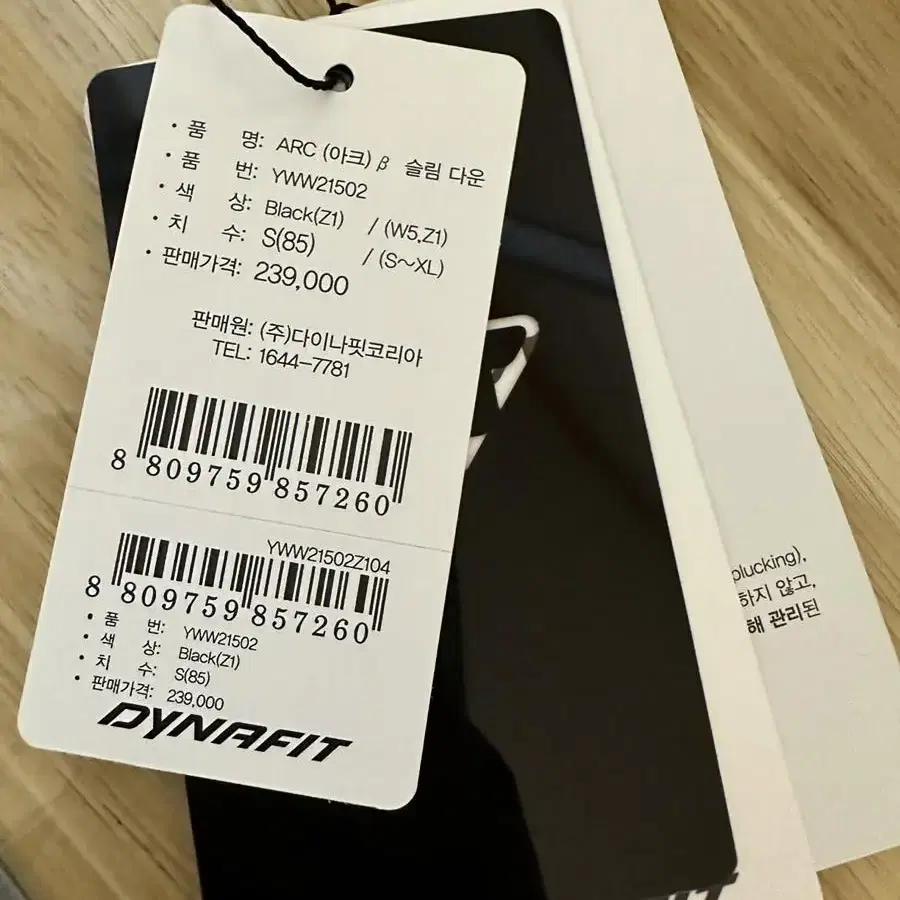 · 품 명: ARC (아크) β 슬림 다운
· 품 번: YWW21502
· 색 상: Black(Z1) / (W5,Z1)
· 치 수: S(85) / (S~XL)
· 판매가격: 239,000
판매원: (주)다이나핏코리아
TEL: 1644-7781
8 809759 857260
YWW21502Z104
8 809759 857260
· 품 번: YWW21502
· 색 상: Black(Z1)
· 치 수: S(85)
· 판매가격: 239,000
DYNAFIT
plucking),
하지 않고,
해 관리된